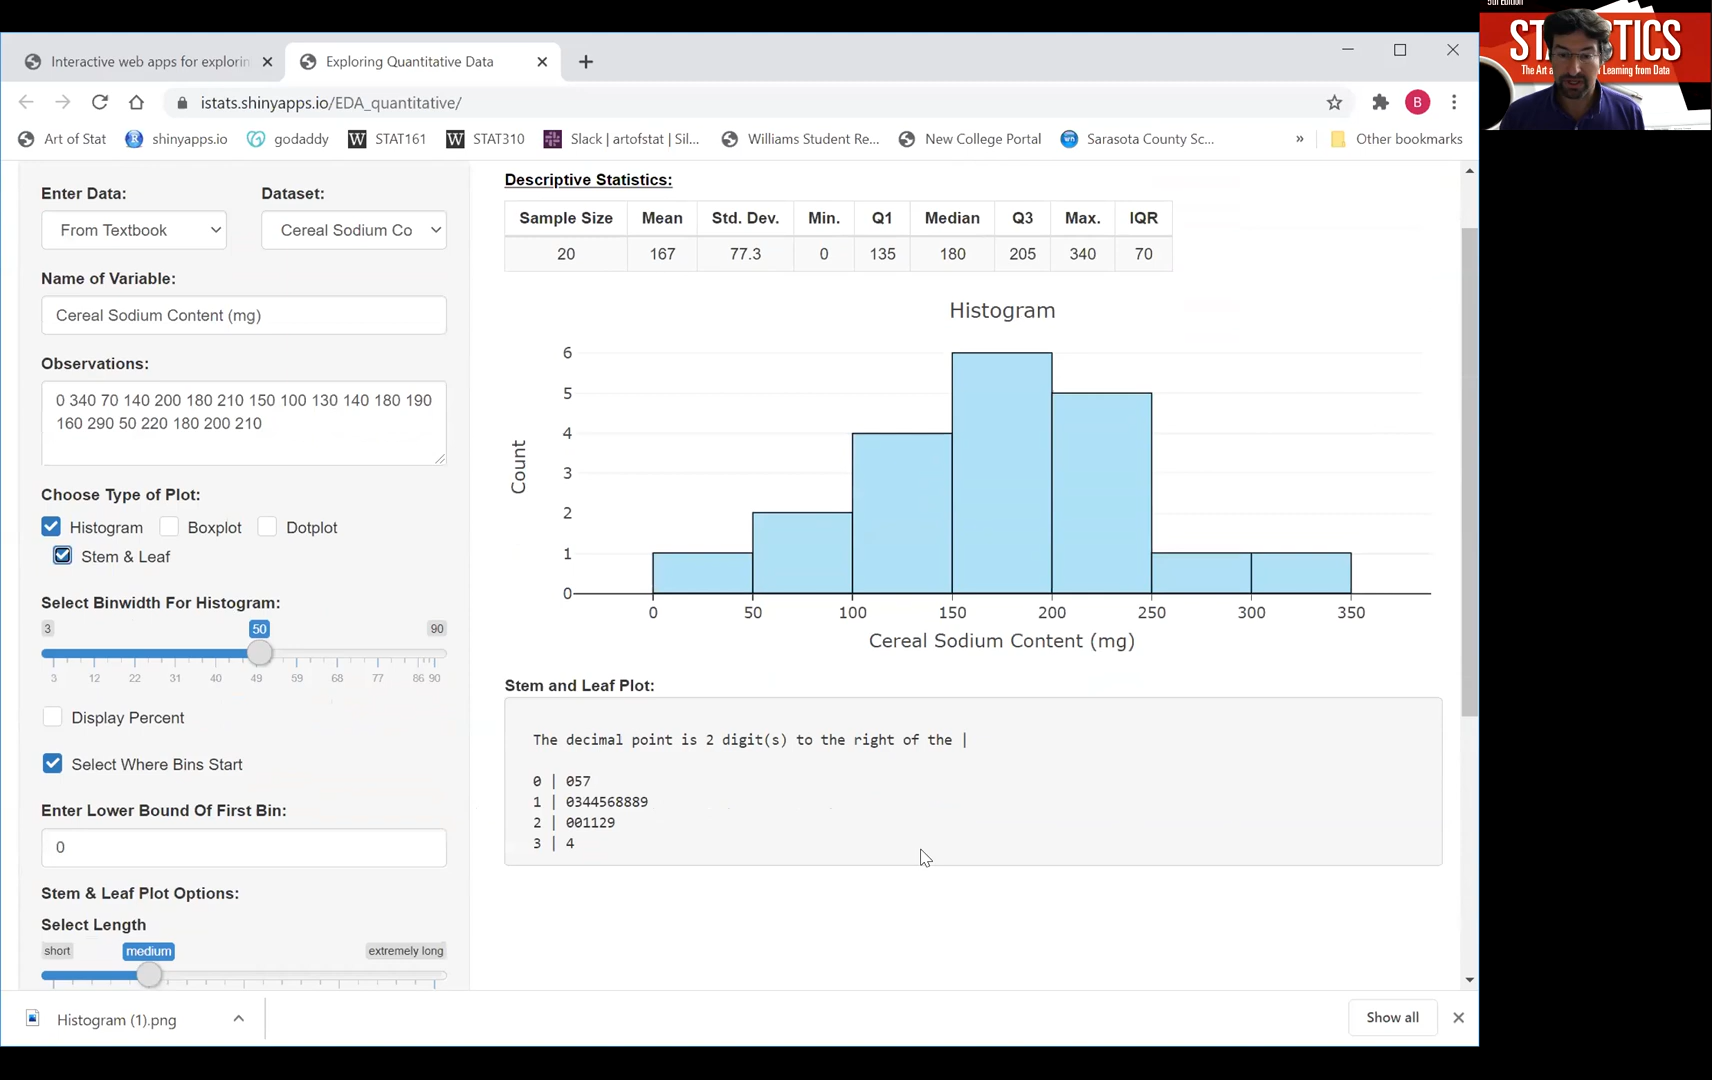 5th Edition
STATISTICS
The Art a Learning from Data
Interactive web apps for explorin
Exploring Quantitative Data
istats.shinyapps.io/EDA_quantitative/
B
Art of Stat
shinyapps.io
godaddy
STAT161
STAT310
Slack | artofstat | Sil...
Williams Student Re...
New College Portal
Sarasota County Sc...
»
Other bookmarks
Enter Data: Dataset:
From Textbook Cereal Sodium Co
Name of Variable:
Cereal Sodium Content (mg)
Observations:
0 340 70 140 200 180 210 150 100 130 140 180 190
160 290 50 220 180 200 210
Choose Type of Plot:
Histogram Boxplot Dotplot
Stem & Leaf
Select Binwidth For Histogram:
3 50 90
3 12 22 31 40 49 59 68 77 86 90
Display Percent
Select Where Bins Start
Enter Lower Bound Of First Bin:
0
Stem & Leaf Plot Options:
Select Length
short medium extremely long
Descriptive Statistics:
Sample Size Mean Std. Dev. Min. Q1 Median Q3 Max. IQR
20 167 77.3 0 135 180 205 340 70
Histogram
6
5
4
3
2
1
0
Count
0 50 100 150 200 250 300 350
Cereal Sodium Content (mg)
Stem and Leaf Plot:
The decimal point is 2 digit(s) to the right of the |
0 | 057
1 | 0344568889
2 | 001129
3 | 4
Histogram (1).png
Show all